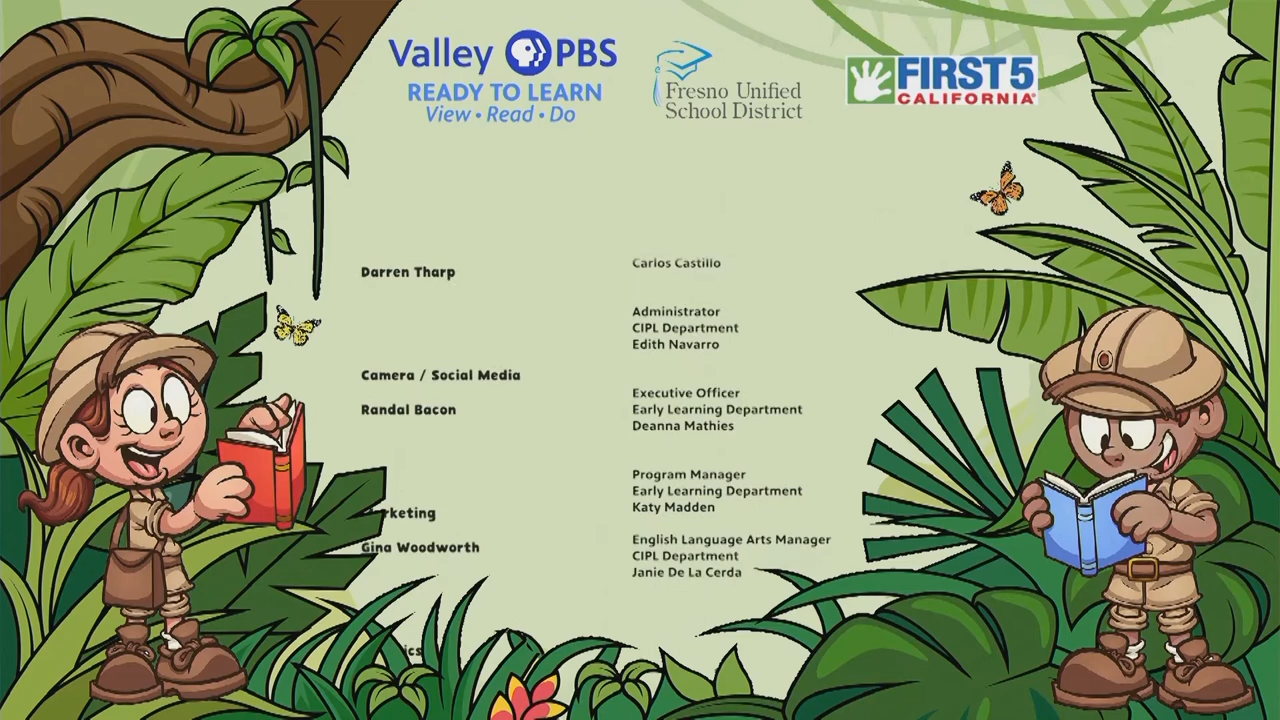 Valley PBS
READY TO LEARN
View • Read • Do
Fresno Unified
School District
FIRST 5
CALIFORNIA
Darren Tharp
Camera / Social Media
Randal Bacon
rketing
Gina Woodworth
ics
Carlos Castillo
Administrator
CIPL Department
Edith Navarro
Executive Officer
Early Learning Department
Deanna Mathies
Program Manager
Early Learning Department
Katy Madden
English Language Arts Manager
CIPL Department
Janie De La Cerda